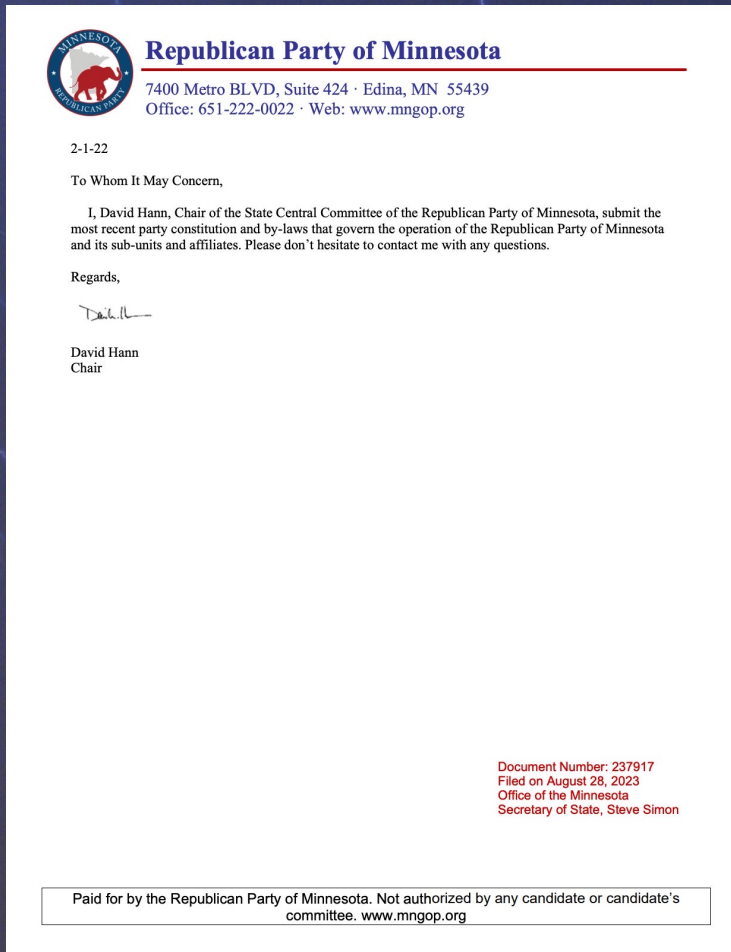 MINNESOTA
REPUBLICAN PARTY
Republican Party of Minnesota
7400 Metro BLVD, Suite 424 · Edina, MN 55439
Office: 651-222-0022 · Web: www.mngop.org
2-1-22
To Whom It May Concern,
I, David Hann, Chair of the State Central Committee of the Republican Party of Minnesota, submit the
most recent party constitution and by-laws that govern the operation of the Republican Party of Minnesota
and its sub-units and affiliates. Please don’t hesitate to contact me with any questions.
Regards,
David Hann
Chair
Document Number: 237917
Filed on August 28, 2023
Office of the Minnesota
Secretary of State, Steve Simon
Paid for by the Republican Party of Minnesota. Not authorized by any candidate or candidate’s
committee. www.mngop.org